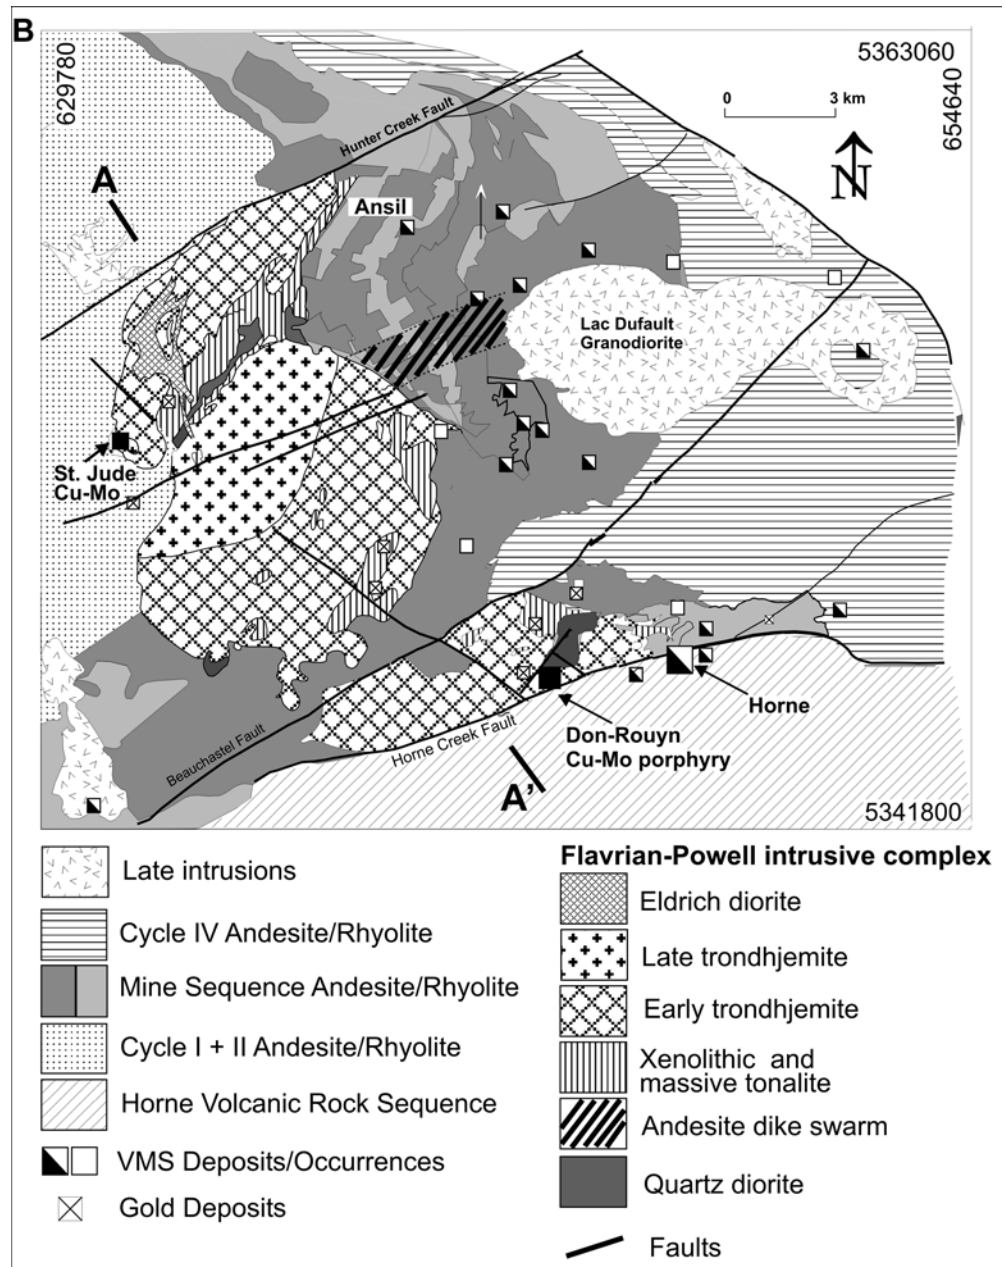 B
629780
5363060
654640
0 3 km
N
Hunter Creek Fault
A
Ansil
Lac Dufault
Granodiorite
St. Jude
Cu-Mo
Horne
Don-Rouyn
Cu-Mo porphyry
Beauchastel Fault
Horne Creek Fault
A'
5341800
Late intrusions
Cycle IV Andesite/Rhyolite
Mine Sequence Andesite/Rhyolite
Cycle I + II Andesite/Rhyolite
Horne Volcanic Rock Sequence
VMS Deposits/Occurrences
Gold Deposits
Flavrian-Powell intrusive complex
Eldrich diorite
Late trondhjemite
Early trondhjemite
Xenolithic and
massive tonalite
Andesite dike swarm
Quartz diorite
Faults